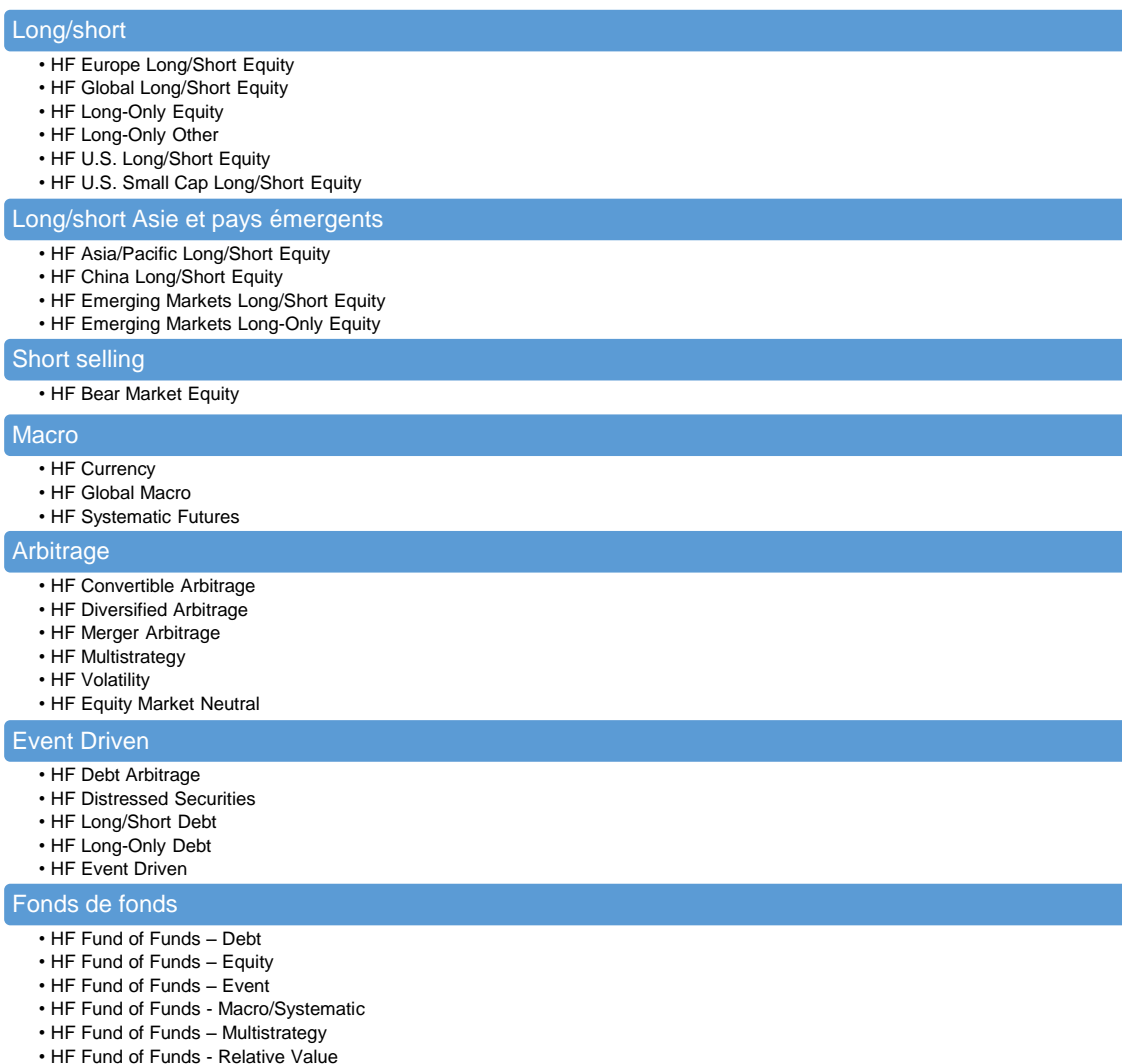 Long/short
• HF Europe Long/Short Equity
• HF Global Long/Short Equity
• HF Long-Only Equity
• HF Long-Only Other
• HF U.S. Long/Short Equity
• HF U.S. Small Cap Long/Short Equity
Long/short Asie et pays émergents
• HF Asia/Pacific Long/Short Equity
• HF China Long/Short Equity
• HF Emerging Markets Long/Short Equity
• HF Emerging Markets Long-Only Equity
Short selling
• HF Bear Market Equity
Macro
• HF Currency
• HF Global Macro
• HF Systematic Futures
Arbitrage
• HF Convertible Arbitrage
• HF Diversified Arbitrage
• HF Merger Arbitrage
• HF Multistrategy
• HF Volatility
• HF Equity Market Neutral
Event Driven
• HF Debt Arbitrage
• HF Distressed Securities
• HF Long/Short Debt
• HF Long-Only Debt
• HF Event Driven
Fonds de fonds
• HF Fund of Funds – Debt
• HF Fund of Funds – Equity
• HF Fund of Funds – Event
• HF Fund of Funds - Macro/Systematic
• HF Fund of Funds – Multistrategy
• HF Fund of Funds - Relative Value